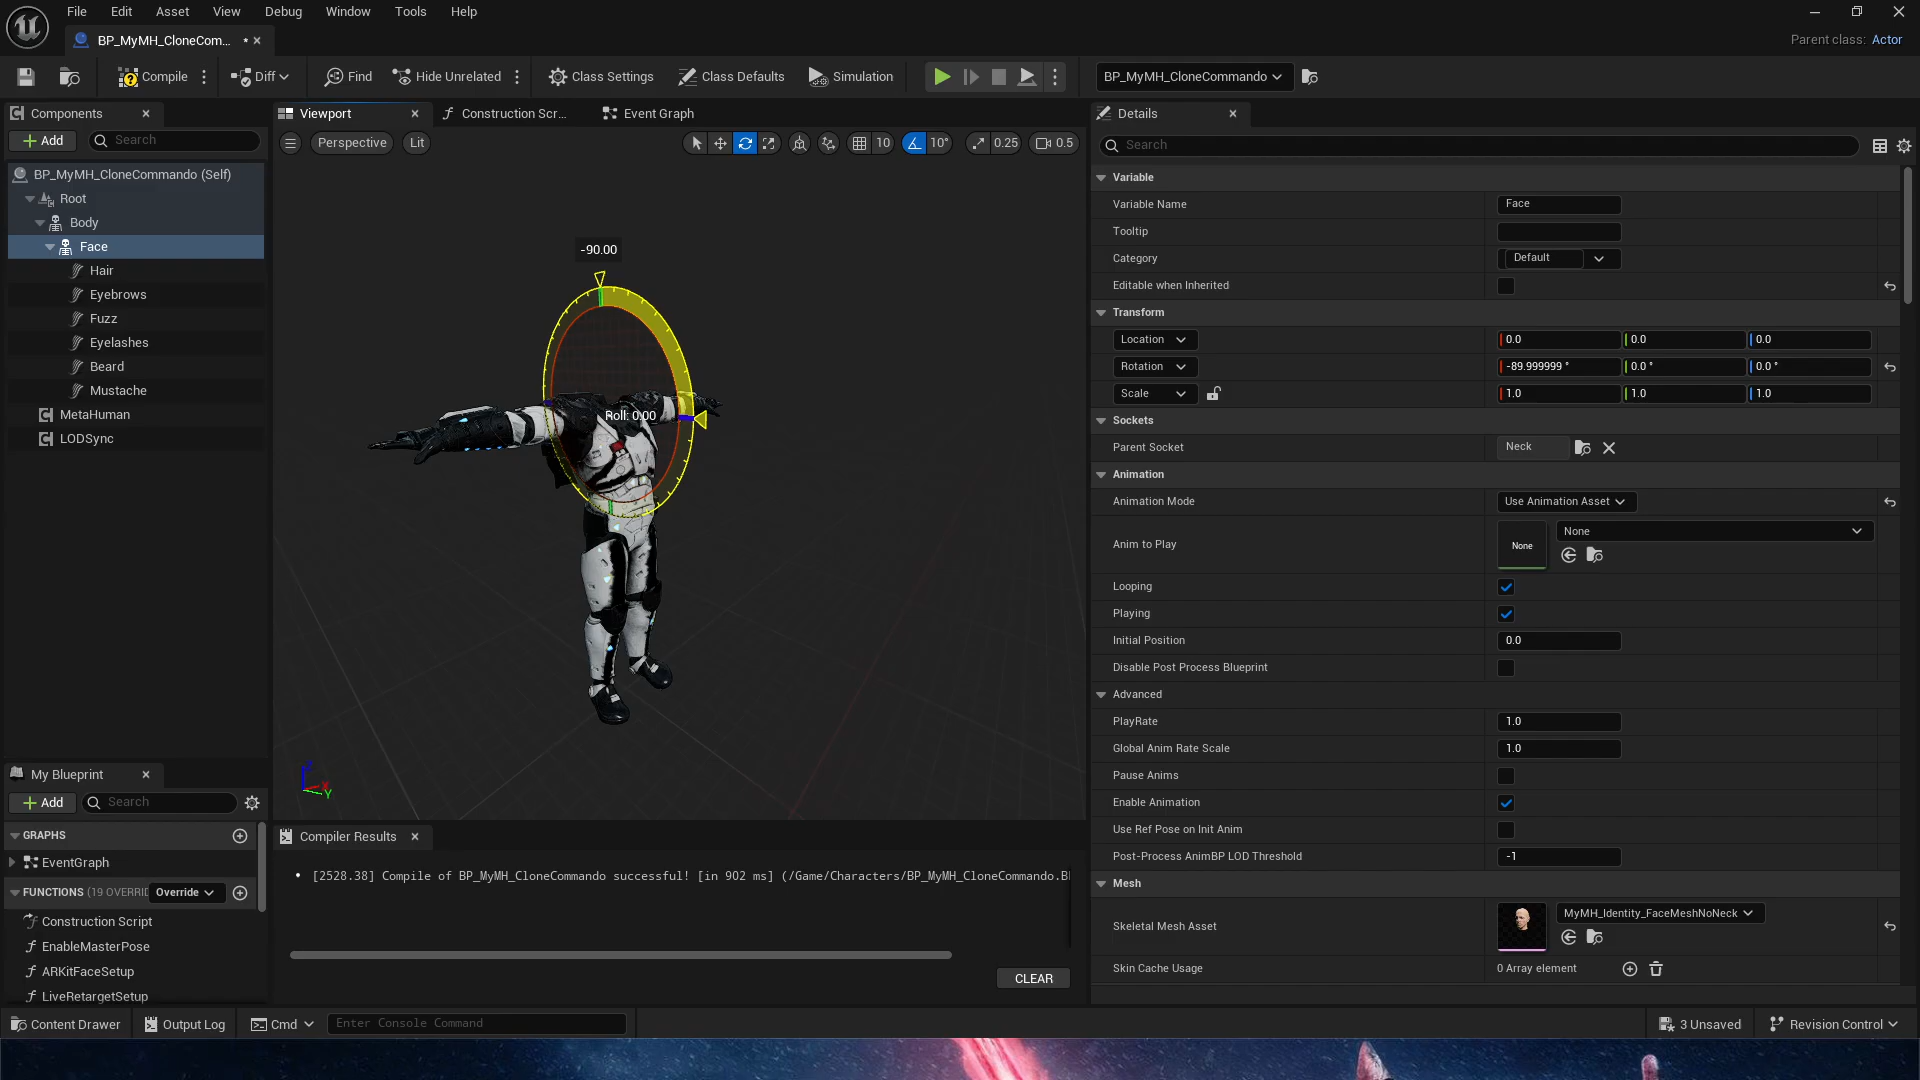 File Edit Asset View Debug Window Tools Help
BP_MyMH_CloneCom...
Parent class: Actor
Compile Diff Find Hide Unrelated Class Settings Class Defaults Simulation BP_MyMH_CloneCommando
Components
Add Search
BP_MyMH_CloneCommando (Self)
Root
Body
Face
Hair
Eyebrows
Fuzz
Eyelashes
Beard
Mustache
MetaHuman
LODSync
My Blueprint
Add Search
GRAPHS
EventGraph
FUNCTIONS (19 OVERRID Override
Construction Script
EnableMasterPose
ARKitFaceSetup
LiveRetargetSetup
Viewport Construction Scr... Event Graph
Perspective Lit 10 10° 0.25 0.5
-90.00
Roll: 0.00
Z
X
Y
Compiler Results
• [2528.38] Compile of BP_MyMH_CloneCommando successful! [in 902 ms] (/Game/Characters/BP_MyMH_CloneCommando.B
CLEAR
Details
Search
Variable
Variable Name Face
Tooltip
Category Default
Editable when Inherited
Transform
Location 0.0 0.0 0.0
Rotation -89.999999 ° 0.0 ° 0.0 °
Scale 1.0 1.0 1.0
Sockets
Parent Socket Neck
Animation
Animation Mode Use Animation Asset
Anim to Play None None
Looping
Playing
Initial Position 0.0
Disable Post Process Blueprint
Advanced
PlayRate 1.0
Global Anim Rate Scale 1.0
Pause Anims
Enable Animation
Use Ref Pose on Init Anim
Post-Process AnimBP LOD Threshold -1
Mesh
Skeletal Mesh Asset MyMH_Identity_FaceMeshNoNeck
Skin Cache Usage 0 Array element
Content Drawer Output Log Cmd Enter Console Command 3 Unsaved Revision Control